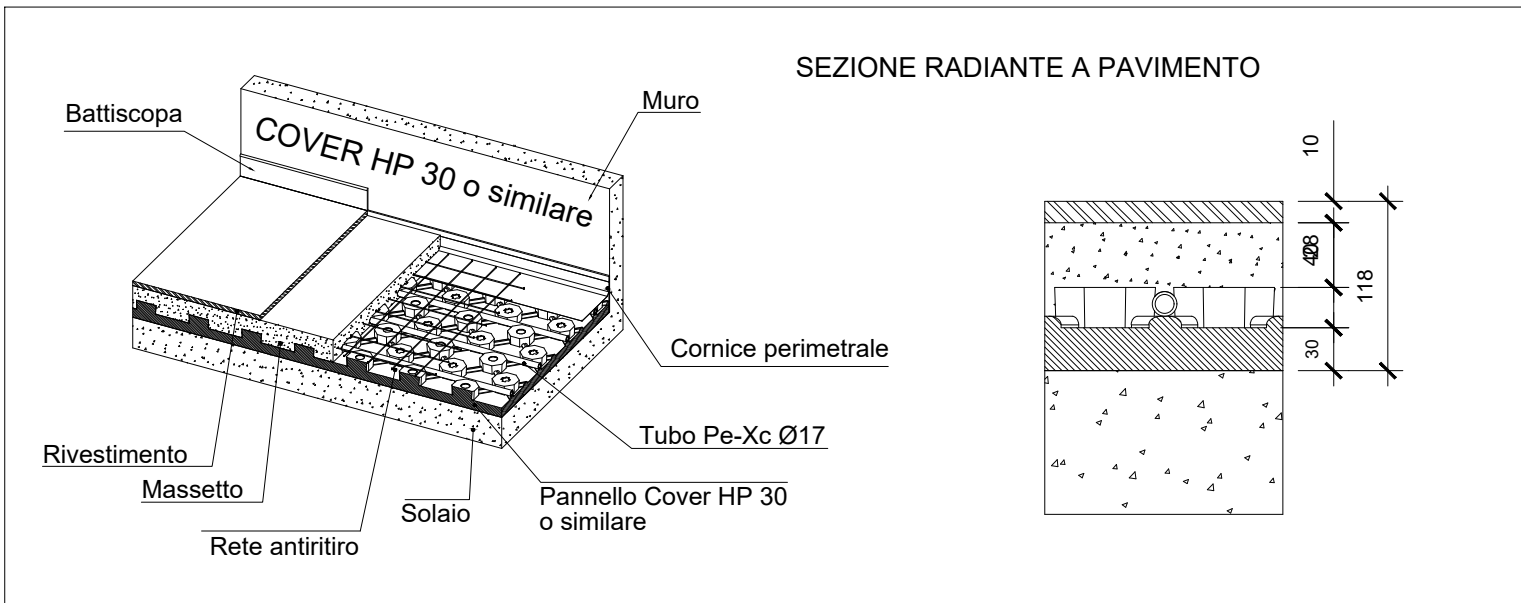 SEZIONE RADIANTE A PAVIMENTO
Battiscopa
Muro
COVER HP 30 o similare
Cornice perimetrale
Tubo Pe-Xc Ø17
Pannello Cover HP 30
o similare
Rivestimento
Massetto
Solaio
Rete antiritiro
10
118
30